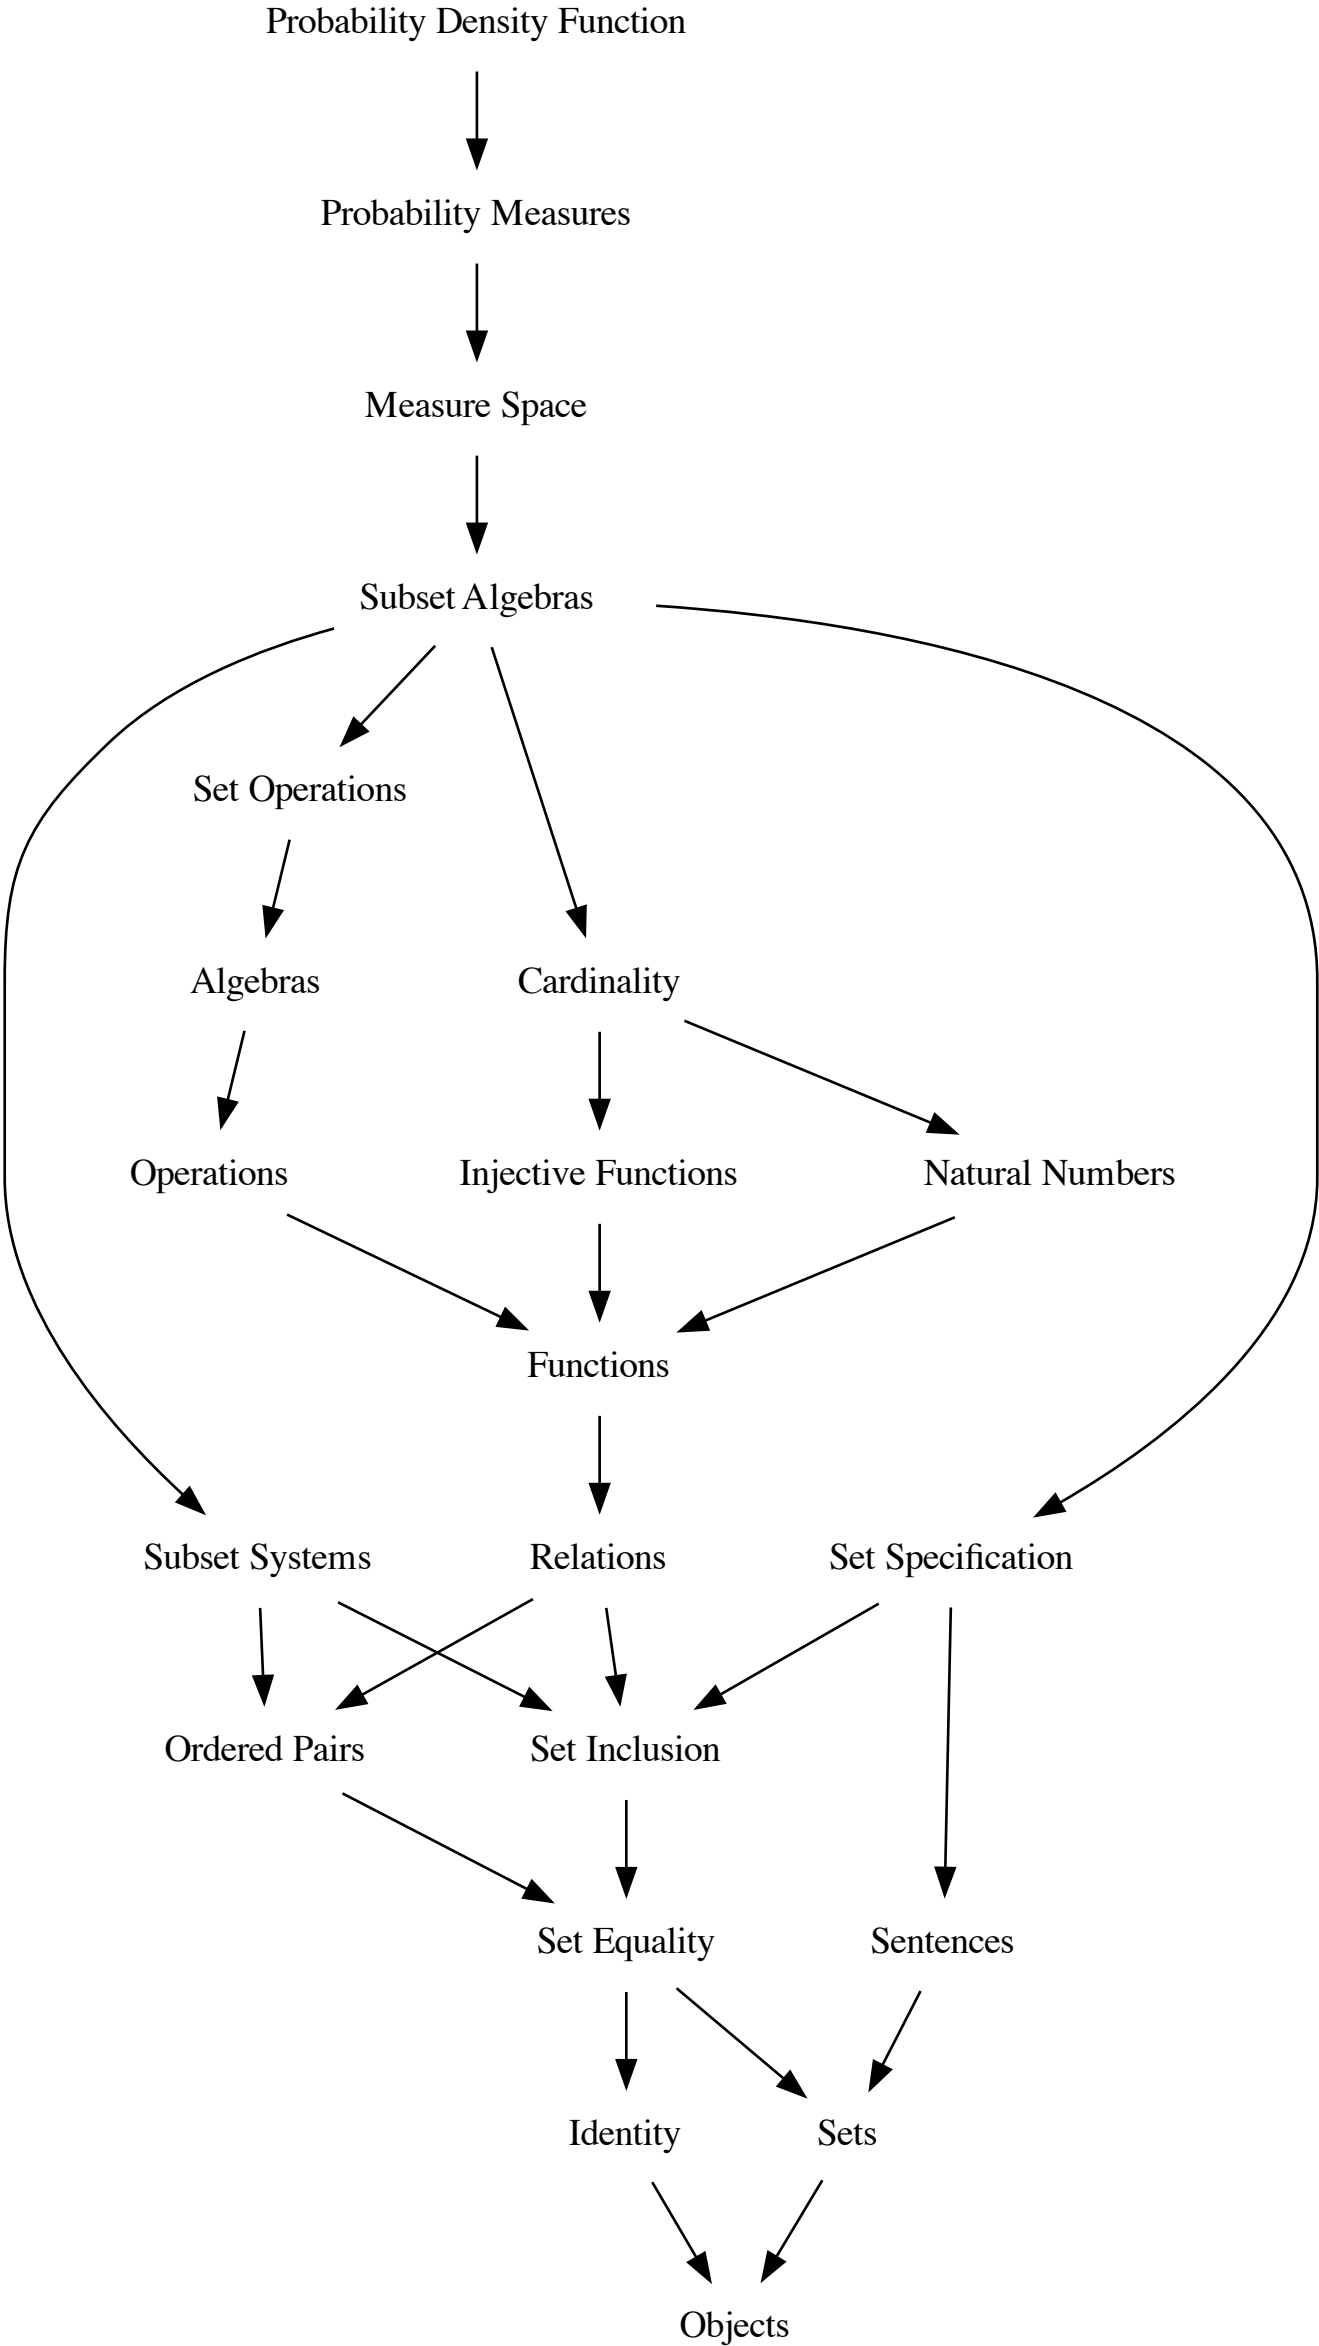 Probability Density Function
Probability Measures
Measure Space
Subset Algebras
Set Operations
Algebras
Cardinality
Operations
Injective Functions
Natural Numbers
Functions
Subset Systems
Relations
Set Specification
Ordered Pairs
Set Inclusion
Set Equality
Sentences
Identity
Sets
Objects